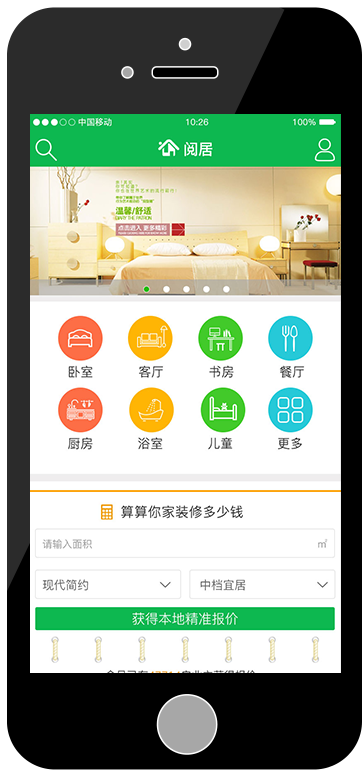 中国移动 10:26 100%
阅居
温馨/舒适
点击进入 更多精彩
卧室 客厅 书房 餐厅
厨房 浴室 儿童 更多
算算你家装修多少钱
请输入面积 ㎡
现代简约 中档宜居
获得本地精准报价